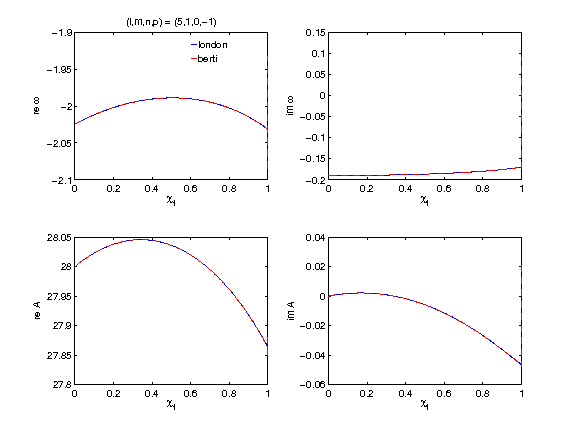 (l,m,n,p) = (5,1,0,−1)
−1.9
−1.95
−2
−2.05
−2.1
re ω
london
berti
0 0.2 0.4 0.6 0.8 1
χf
0.15
0.1
0.05
0
−0.05
−0.1
−0.15
−0.2
im ω
0 0.2 0.4 0.6 0.8 1
χf
28.05
28
27.95
27.9
27.85
27.8
re A
0 0.2 0.4 0.6 0.8 1
χf
0.04
0.02
0
−0.02
−0.04
−0.06
im A
0 0.2 0.4 0.6 0.8 1
χf